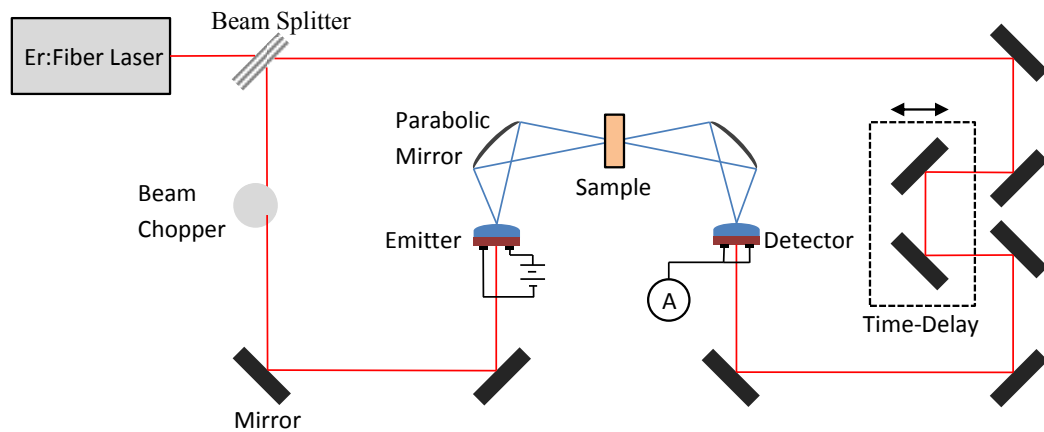 Beam Splitter
Er:Fiber Laser
Parabolic
Mirror
Sample
Beam
Chopper
Emitter
Detector
A
Time-Delay
Mirror